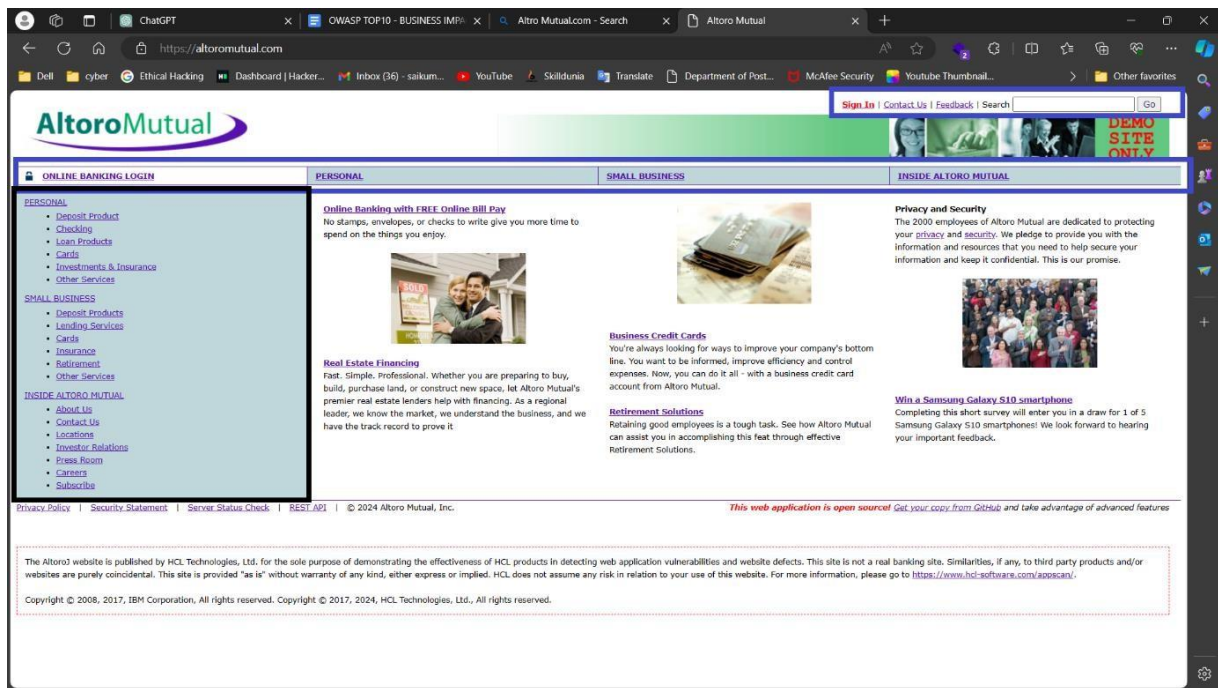 ChatGPT
OWASP TOP10 - BUSINESS IMPA
Altro Mutual.com - Search
Altoro Mutual
https://altoromutual.com
2
Dell
cyber
Ethical Hacking
Dashboard | Hacker...
Inbox (36) - saikum...
YouTube
Skilldunia
Translate
Department of Post...
McAfee Security
Youtube Thumbnail...
Other favorites
Sign In | Contact Us | Feedback | Search
Go
AltoroMutual
DEMO
SITE
ONLY
ONLINE BANKING LOGIN
PERSONAL
SMALL BUSINESS
INSIDE ALTORO MUTUAL
PERSONAL
• Deposit Product
• Checking
• Loan Products
• Cards
• Investments & Insurance
• Other Services
SMALL BUSINESS
• Deposit Products
• Lending Services
• Cards
• Insurance
• Retirement
• Other Services
INSIDE ALTORO MUTUAL
• About Us
• Contact Us
• Locations
• Investor Relations
• Press Room
• Careers
• Subscribe
Online Banking with FREE Online Bill Pay
No stamps, envelopes, or checks to write give you more time to
spend on the things you enjoy.
SOLD
Real Estate Financing
Fast. Simple. Professional. Whether you are preparing to buy,
build, purchase land, or construct new space, let Altoro Mutual's
premier real estate lenders help with financing. As a regional
leader, we know the market, we understand the business, and we
have the track record to prove it
Business Credit Cards
You're always looking for ways to improve your company's bottom
line. You want to be informed, improve efficiency and control
expenses. Now, you can do it all - with a business credit card
account from Altoro Mutual.
Retirement Solutions
Retaining good employees is a tough task. See how Altoro Mutual
can assist you in accomplishing this feat through effective
Retirement Solutions.
Privacy and Security
The 2000 employees of Altoro Mutual are dedicated to protecting
your privacy and security. We pledge to provide you with the
information and resources that you need to help secure your
information and keep it confidential. This is our promise.
Win a Samsung Galaxy S10 smartphone
Completing this short survey will enter you in a draw for 1 of 5
Samsung Galaxy S10 smartphones! We look forward to hearing
your important feedback.
Privacy Policy | Security Statement | Server Status Check | REST API | © 2024 Altoro Mutual, Inc.
This web application is open source! Get your copy from GitHub and take advantage of advanced features
The AltoroJ website is published by HCL Technologies, Ltd. for the sole purpose of demonstrating the effectiveness of HCL products in detecting web application vulnerabilities and website defects. This site is not a real banking site. Similarities, if any, to third party products and/or
websites are purely coincidental. This site is provided "as is" without warranty of any kind, either express or implied. HCL does not assume any risk in relation to your use of this website. For more information, please go to https://www.hcl-software.com/appscan/.
Copyright © 2008, 2017, IBM Corporation, All rights reserved. Copyright © 2017, 2024, HCL Technologies, Ltd., All rights reserved.